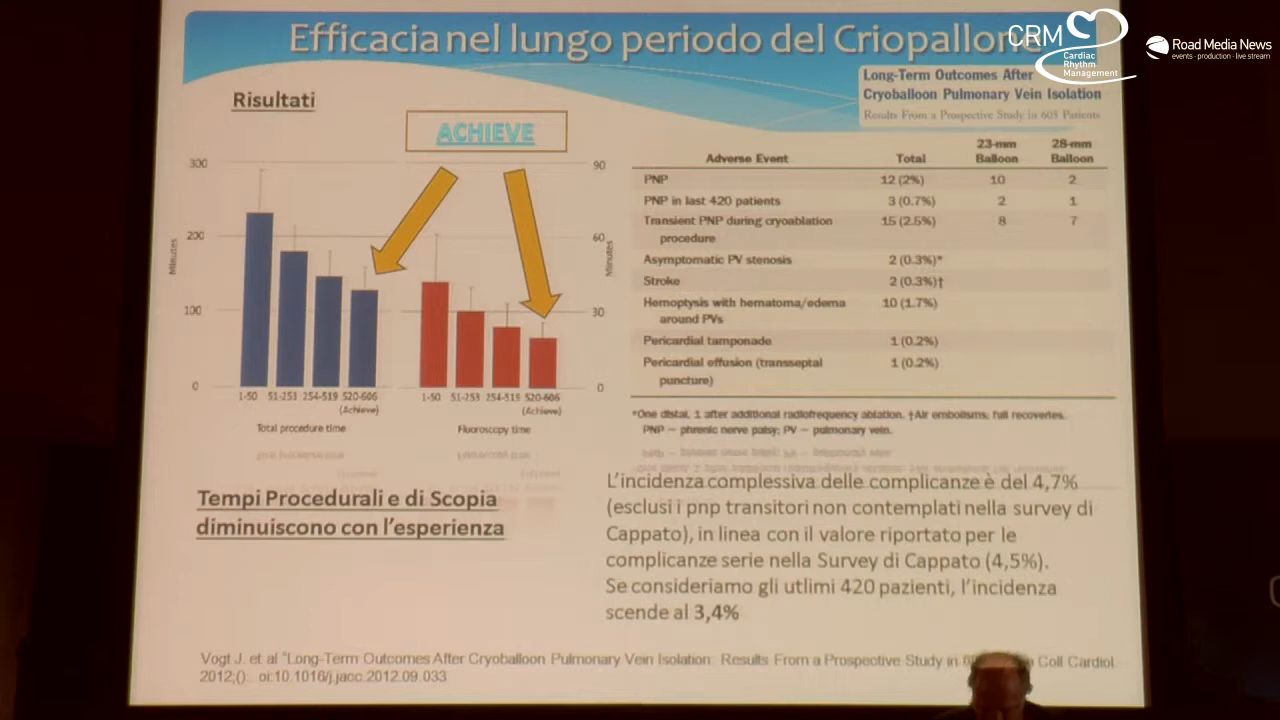 Efficacia nel lungo periodo del Criopallone
CRM
Cardiac
Rhythm
Management
Road Media News
events - production - live stream
Long-Term Outcomes After
Cryoballoon Pulmonary Vein Isolation
Results From a Prospective Study in 605 Patients
Risultati
ACHIEVE
300
200
100
0
Minutes
90
60
30
0
Minutes
1-50 51-253 254-519 520-606
(Achieve)
1-50 51-253 254-519 520-606
(Achieve)
Total procedure time
Fluoroscopy time
Adverse Event Total 23-mm Balloon 28-mm Balloon
PNP 12 (2%) 10 2
PNP in last 420 patients 3 (0.7%) 2 1
Transient PNP during cryoablation 15 (2.5%) 8 7
procedure
Asymptomatic PV stenosis 2 (0.3%)*
Stroke 2 (0.3%)†
Hemoptysis with hematoma/edema 10 (1.7%)
around PVs
Pericardial tamponade 1 (0.2%)
Pericardial effusion (transseptal 1 (0.2%)
puncture)
*One distal, 1 after additional radiofrequency ablation. †Air embolisms, full recoveries.
PNP = phrenic nerve palsy; PV = pulmonary vein.
Tempi Procedurali e di Scopia
diminuiscono con l'esperienza
L'incidenza complessiva delle complicanze è del 4,7%
(esclusi i pnp transitori non contemplati nella survey di
Cappato), in linea con il valore riportato per le
complicanze serie nella Survey di Cappato (4,5%).
Se consideriamo gli utlimi 420 pazienti, l'incidenza
scende al 3,4%
Vogt J. et al "Long-Term Outcomes After Cryoballoon Pulmonary Vein Isolation: Results From a Prospective Study in Coll Cardiol
2012;().. oi:10.1016/j.jacc.2012.09.033